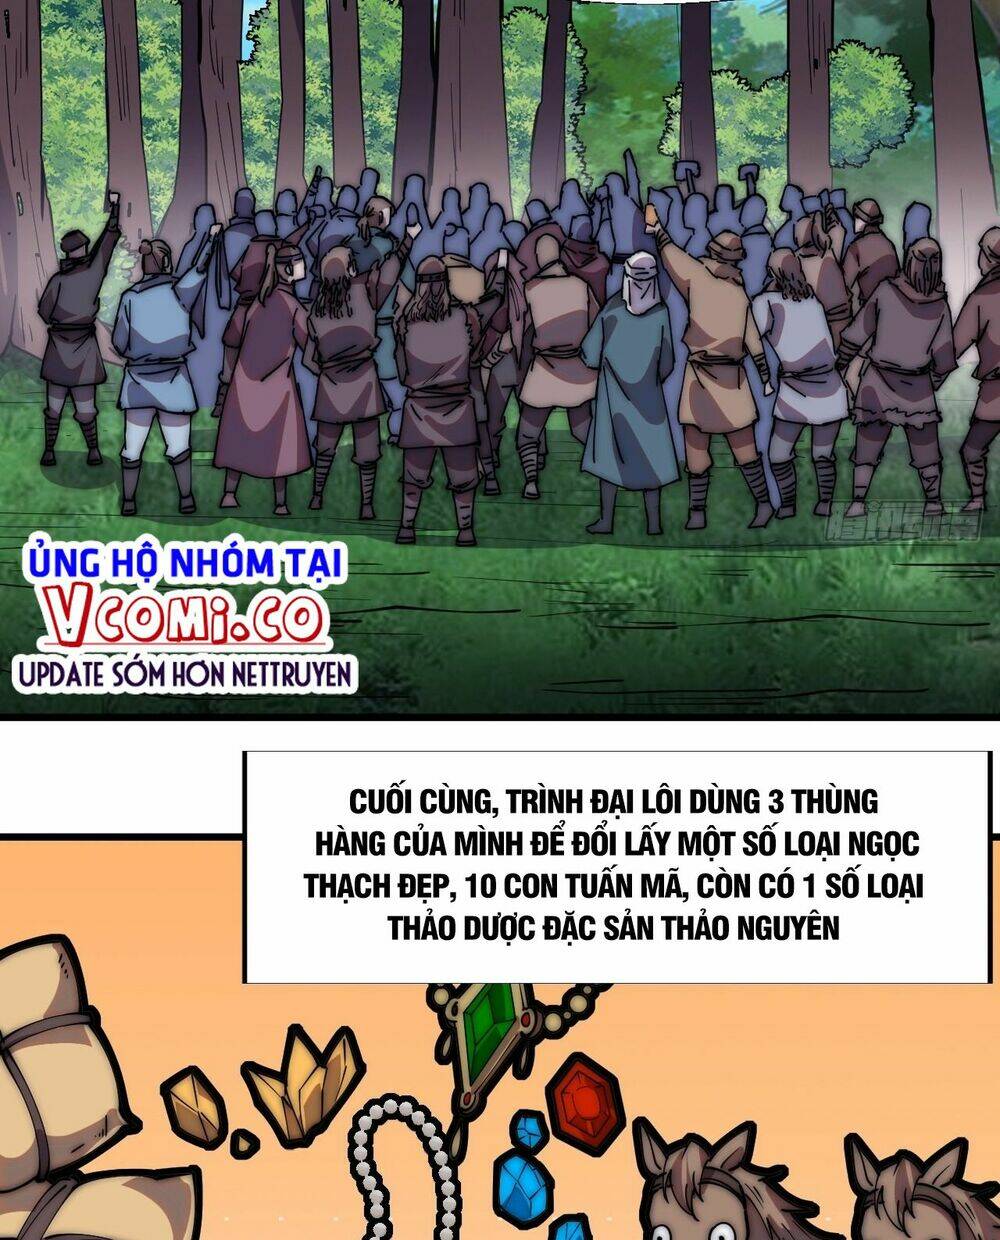 ỦNG HỘ NHÓM TẠI
VCOMI.CO
UPDATE SỚM HƠN NETTRUYEN
CUỐI CÙNG, TRÌNH ĐẠI LÔI DÙNG 3 THÙNG
HÀNG CỦA MÌNH ĐỂ ĐỔI LẤY MỘT SỐ LOẠI NGỌC
THẠCH ĐẸP, 10 CON TUẤN MÃ, CÒN CÓ 1 SỐ LOẠI
THẢO DƯỢC ĐẶC SẢN THẢO NGUYÊN